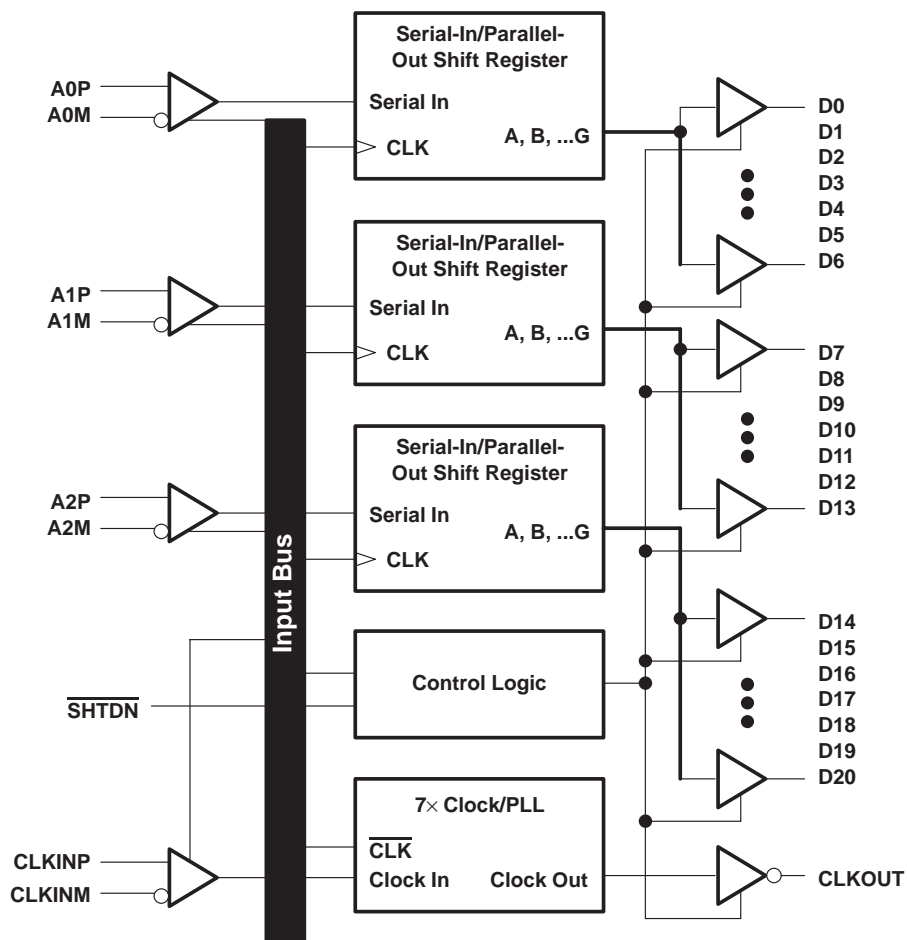 Serial-In/Parallel-
Out Shift Register
A0P
A0M
Serial In
CLK
A, B, ...G
D0
D1
D2
D3
D4
D5
D6
Serial-In/Parallel-
Out Shift Register
A1P
A1M
Serial In
CLK
A, B, ...G
D7
D8
D9
D10
D11
D12
D13
Serial-In/Parallel-
Out Shift Register
A2P
A2M
Serial In
CLK
A, B, ...G
Input Bus
D14
D15
D16
D17
D18
D19
D20
Control Logic
SHTDN
7× Clock/PLL
CLK
CLKINP
CLKINM
Clock In
Clock Out
CLKOUT